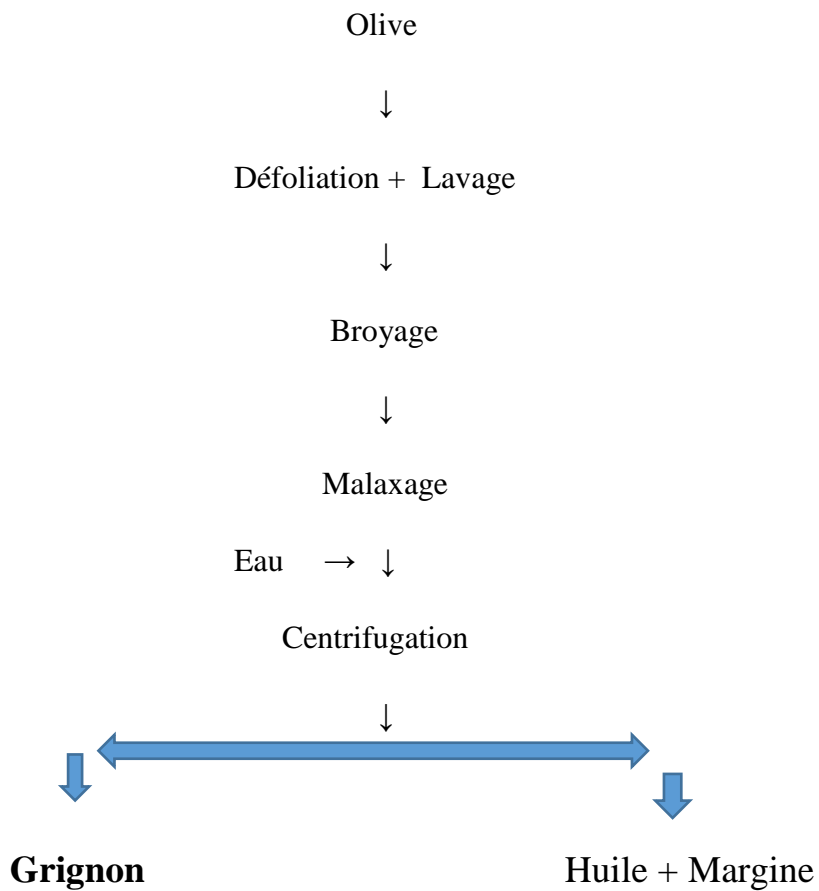 Olive
↓
Défoliation + Lavage
↓
Broyage
↓
Malaxage
Eau → ↓
Centrifugation
↓
Grignon Huile + Margine